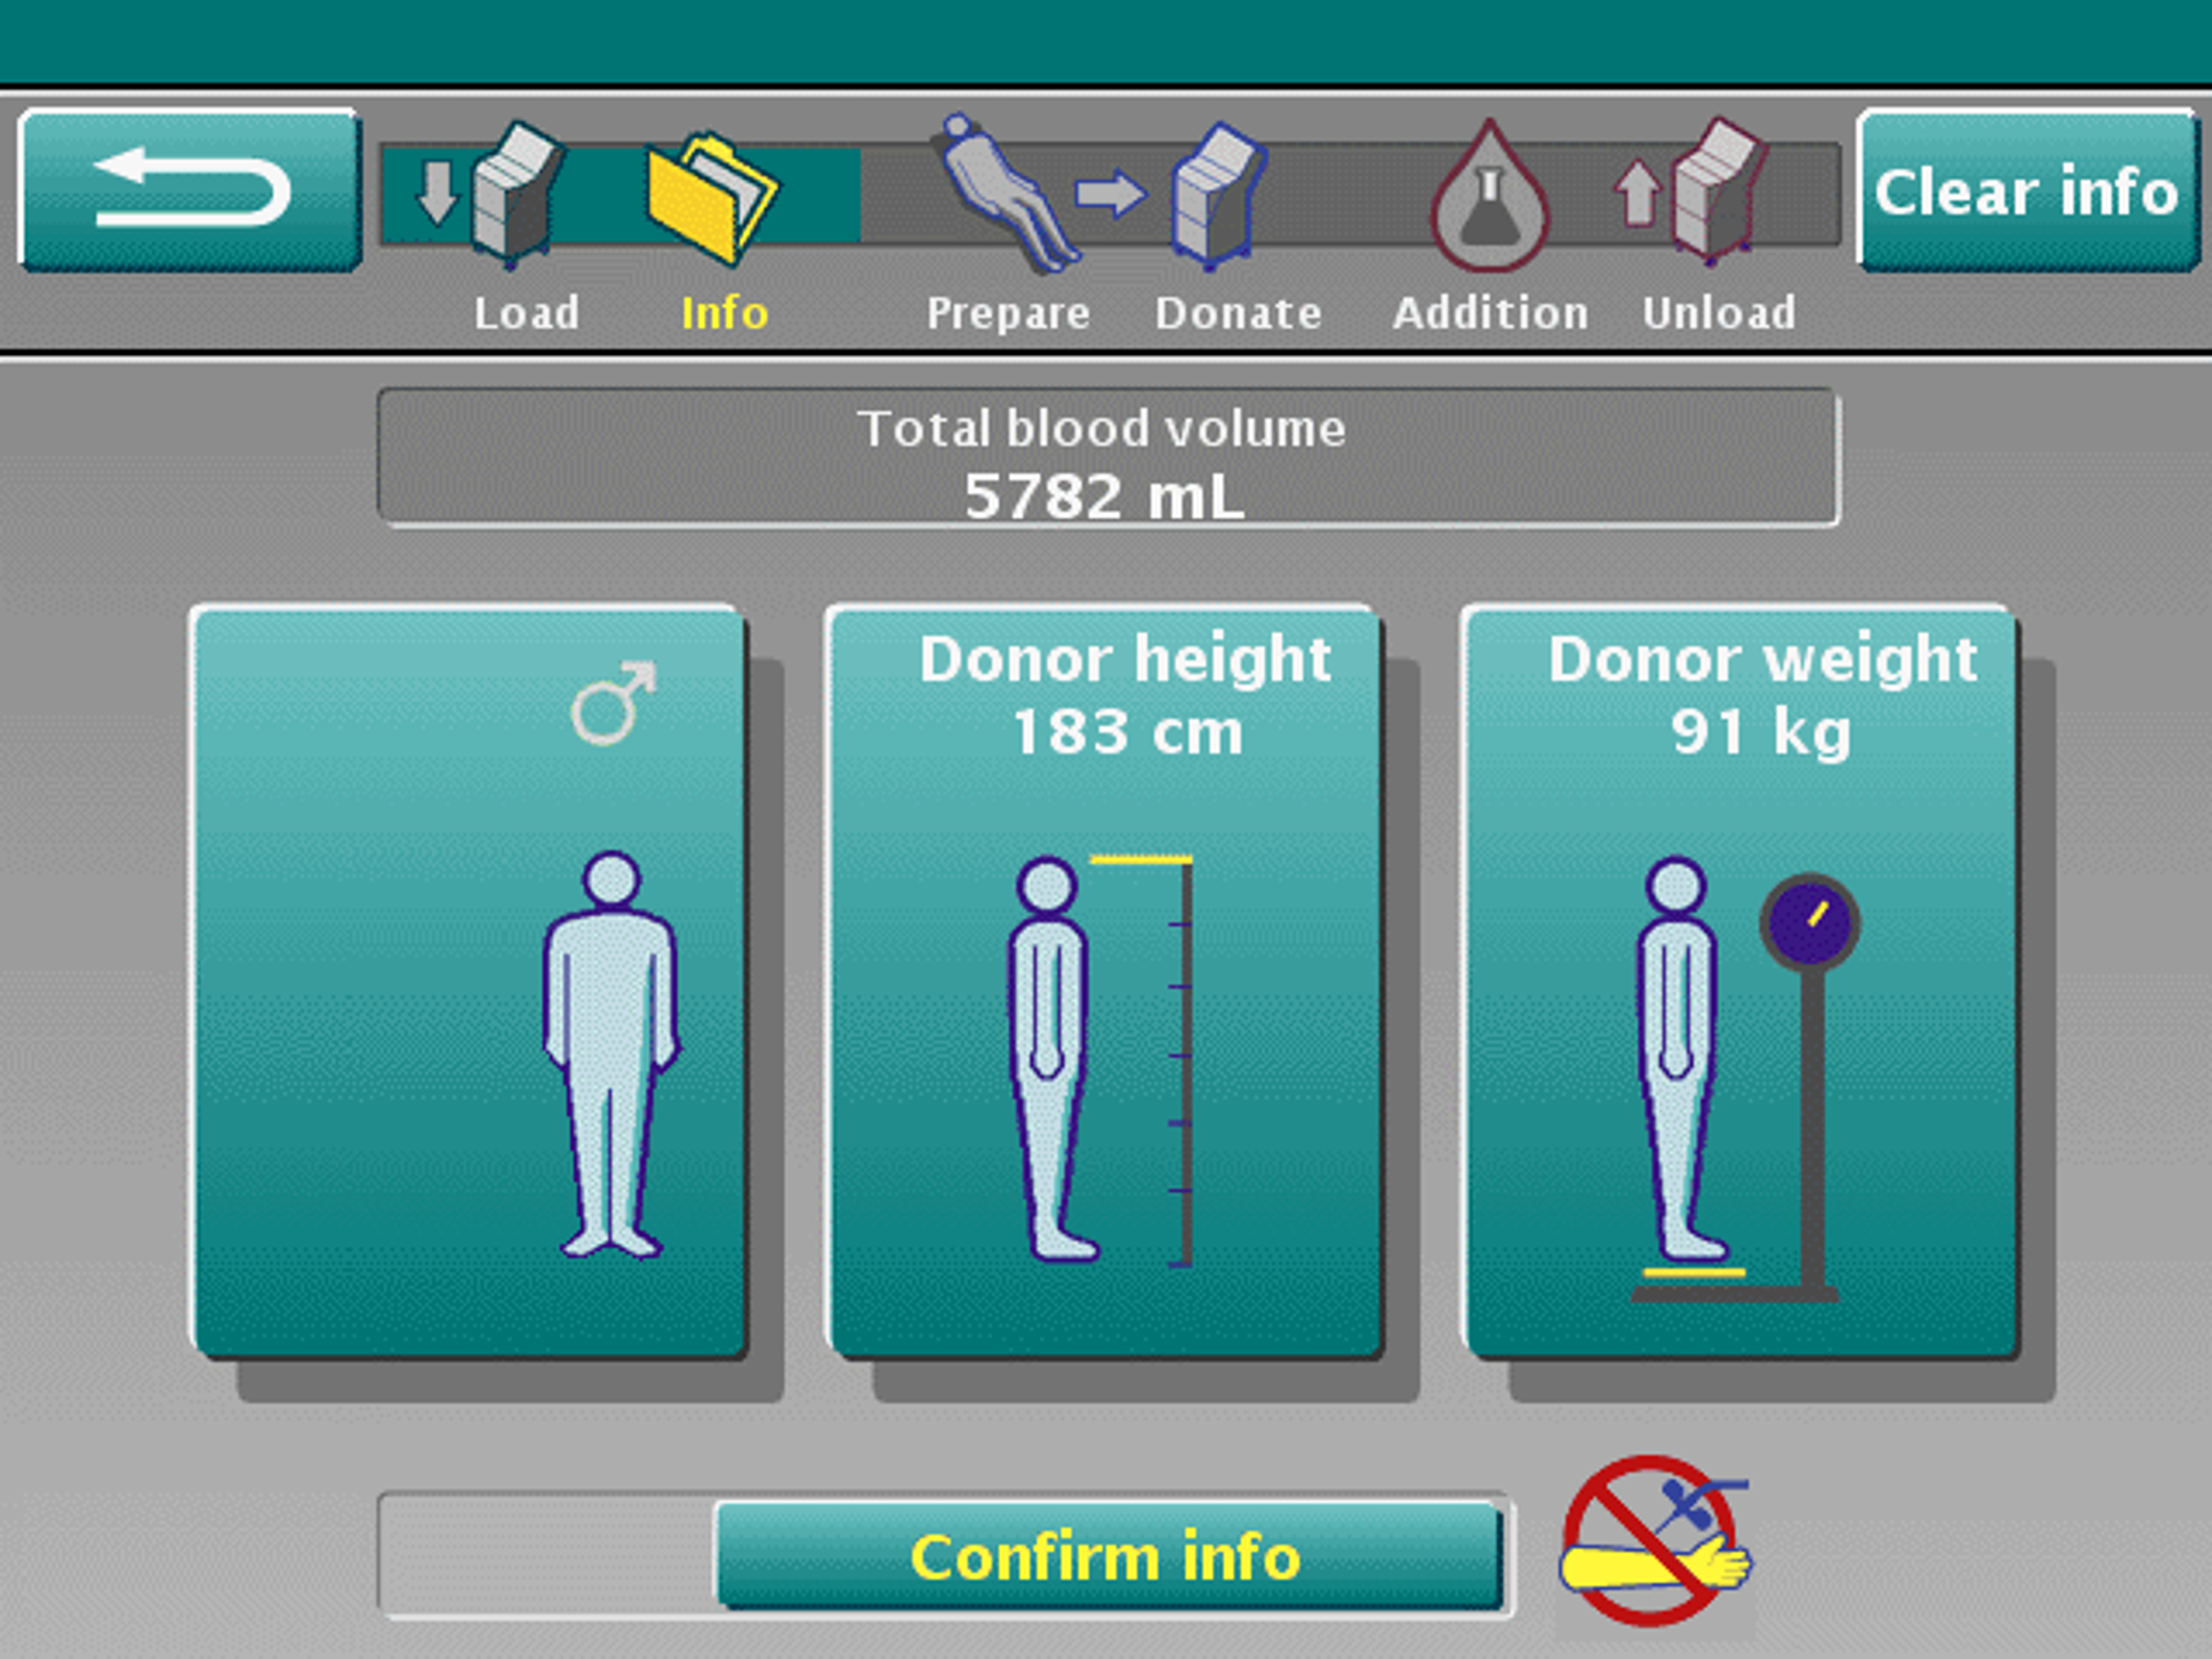 Clear info
Load
Info
Prepare
Donate
Addition
Unload
Total blood volume
5782 mL
Donor height
183 cm
Donor weight
91 kg
Confirm info